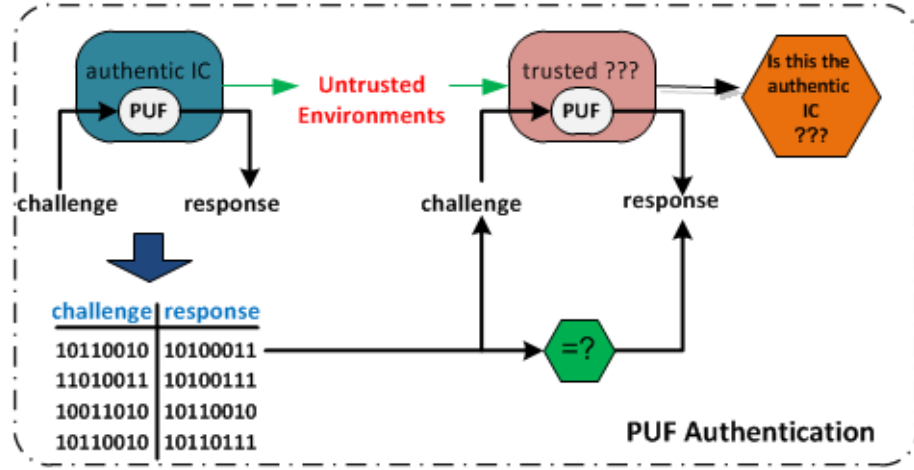 authentic IC
PUF
challenge
response
Untrusted
Environments
trusted ???
PUF
challenge
response
Is this the
authentic
IC
???
challenge response
10110010 10100011
11010011 10100111
10011010 10110010
10110010 10110111
=?
PUF Authentication